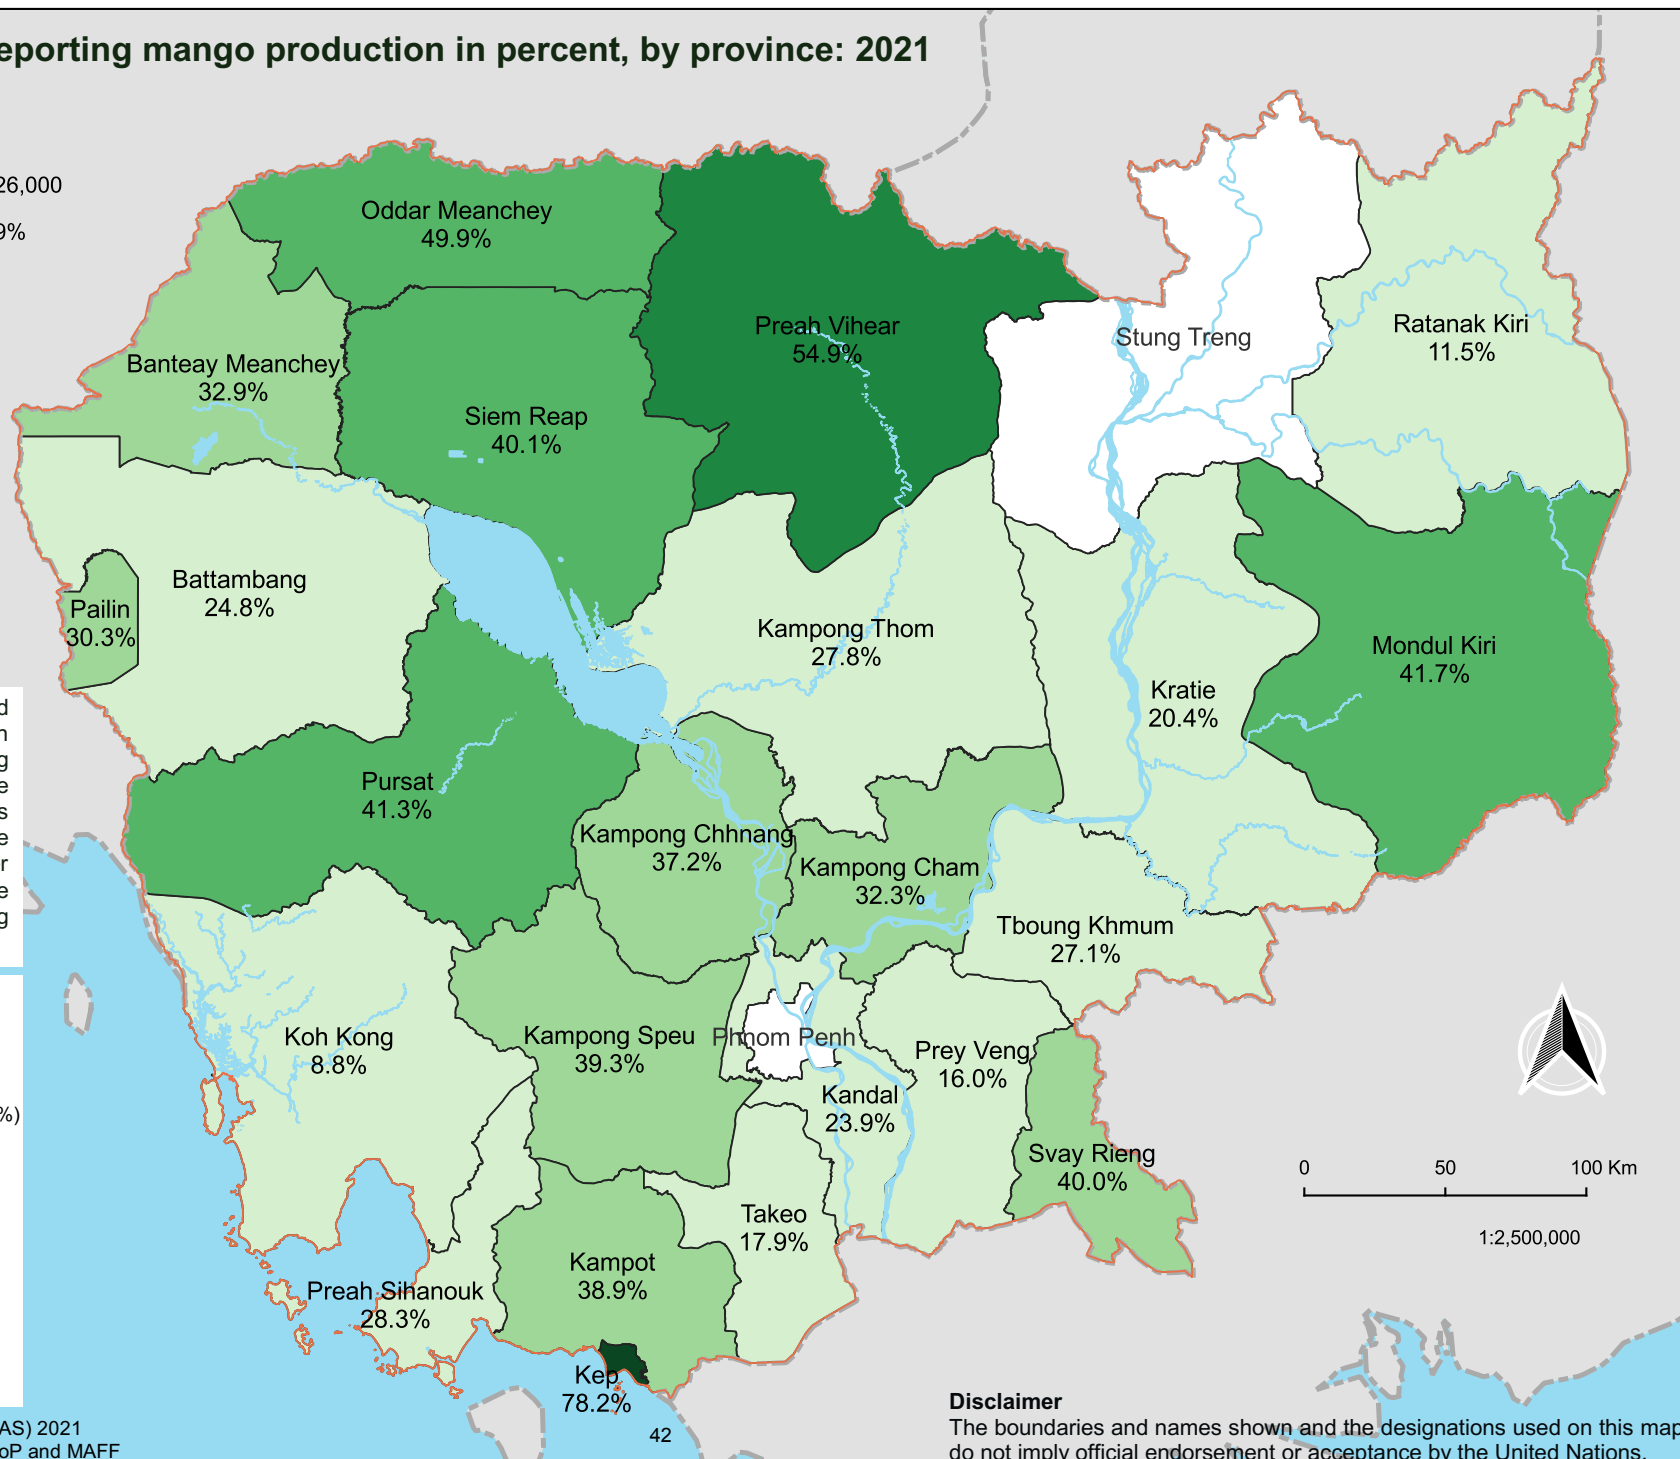 eporting mango production in percent, by province: 2021
26,000
9%
Oddar Meanchey
49.9%
Preah Vihear
54.9%
Stung Treng
Ratanak Kiri
11.5%
Banteay Meanchey
32.9%
Siem Reap
40.1%
Battambang
24.8%
Pailin
30.3%
Kampong Thom
27.8%
Mondul Kiri
41.7%
Kratie
20.4%
d
n
g
e
s
e
r
e
g
Pursat
41.3%
Kampong Chhnang
37.2%
Kampong Cham
32.3%
Tboung Khmum
27.1%
Koh Kong
8.8%
Kampong Speu
39.3%
Phnom Penh
Prey Veng
16.0%
Kandal
23.9%
%)
Svay Rieng
40.0%
0 50 100 Km
1:2,500,000
Takeo
17.9%
Kampot
38.9%
Preah Sihanouk
28.3%
Kep
78.2%
42
AS) 2021
oP and MAFF
Disclaimer
The boundaries and names shown and the designations used on this map
do not imply official endorsement or acceptance by the United Nations.